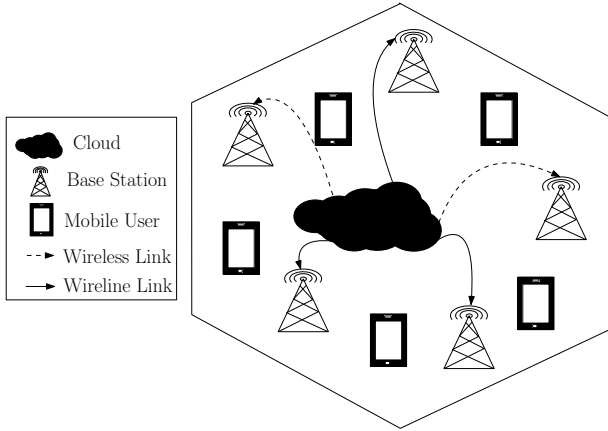 Cloud
Base Station
Mobile User
Wireless Link
Wireline Link